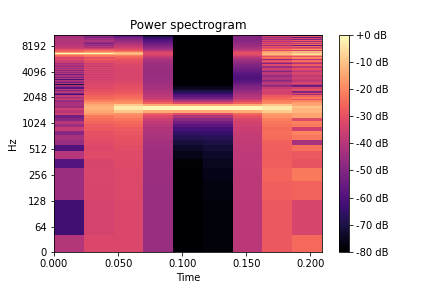 Power spectrogram
8192
4096
2048
1024
512
256
128
64
0
Hz
0.000 0.050 0.100 0.150 0.200
Time
+0 dB
-10 dB
-20 dB
-30 dB
-40 dB
-50 dB
-60 dB
-70 dB
-80 dB